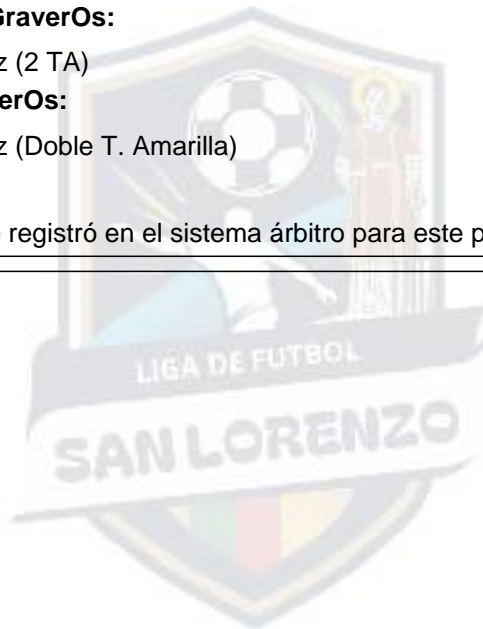 GraverOs:
z (2 TA)
erOs:
z (Doble T. Amarilla)
registró en el sistema árbitro para este p
LIGA DE FUTBOL
SAN LORENZO